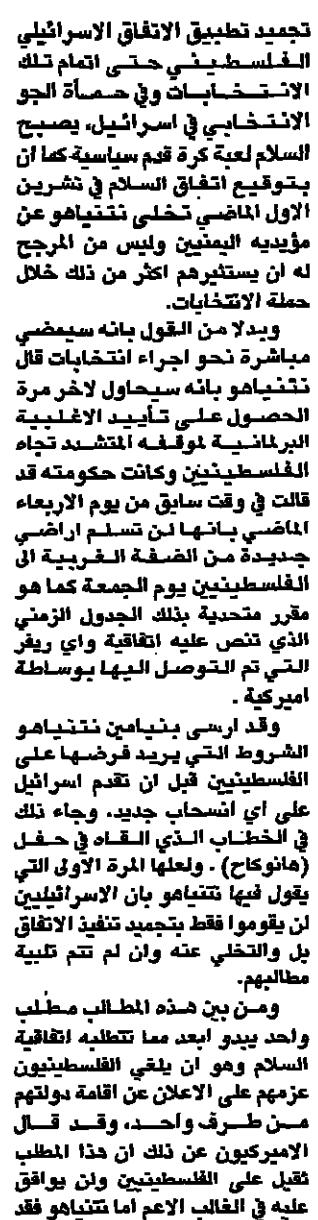 تجميد تطبيق الاتفاق الاسرائيلي
الفلسطيني حتى اتمام تلك
الانتخابات وفي حمأة الجو
الانتخابي في اسرائيل، يصبح
السلام لعبة كرة قدم سياسية كما أن
بتوقيع اتفاق السلام في تشرين
الاول الماضي تخلى نتنياهو عن
مؤيديه اليمنيين وليس من المرجح
له ان يستثيرهم اكثر من ذلك خلال
حملة الانتخابات.
وبدلا من القول بانه سيمضي
مباشرة نحو اجراء انتخابات قال
نتنياهو بانه سيحاول لاخر مرة
الحصول على تأييد الاغلبية
البرلمانية لموقفه المتشدد تجاه
الفلسطينيين وكانت حكومته قد
قالت في وقت سابق من يوم الاربعاء
الماضي بانها لن تسلم اراضي
جديدة من الضفة الغربية الى
الفلسطينيين يوم الجمعة كما هو
مقرر متحدية بذلك الجدول الزمني
الذي تنص عليه اتفاقية واي ريفر
التي تم التوصل اليها بوساطة
اميركية .
وقد ارسى بنيامين نتنياهو
الشروط التي يريد فرضها على
الفلسطينيين قبل ان تقدم اسرائيل
على أي انسحاب جديد، وجاء ذلك
في الخطاب الذي القاه في حفل
(هانوكاح) ، ولعلها المرة الاولى التي
يقول فيها نتنياهو بان الاسرائيليين
لن يقوموا فقط بتجميد تنفيذ الاتفاق
بل والتخلي عنه وان لم تتم تلبية
مطالبهم.
ومن بين هذه المطالب مطلب
واحد يبدو ابعد مما تتطلبه اتفاقية
السلام وهو ان يلغي الفلسطينيون
عزمهم على الاعلان عن اقامة دولتهم
من طرف واحد، وقد قال
الاميركيون عن ذلك ان هذا المطلب
ثقيل على الفلسطينيين ولن يوافق
عليه في الغالب الاعم اما نتنياهو فقد